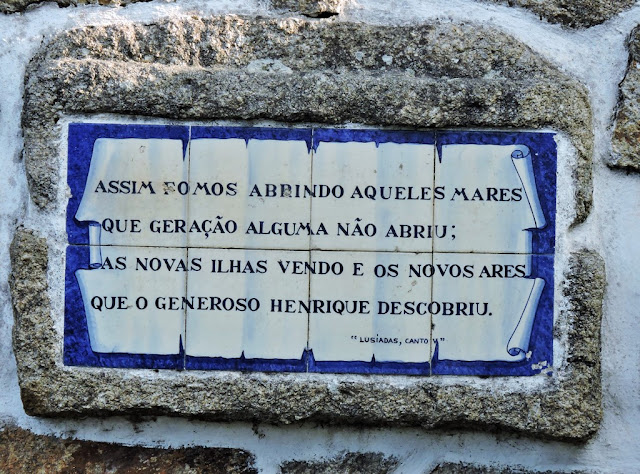 ASSIM FOMOS ABRINDO AQUELES MARES
QUE GERAÇÃO ALGUMA NÃO ABRIU;
AS NOVAS ILHAS VENDO E OS NOVOS ARES
QUE O GENEROSO HENRIQUE DESCOBRIU.
"LUSÍADAS, CANTO V"